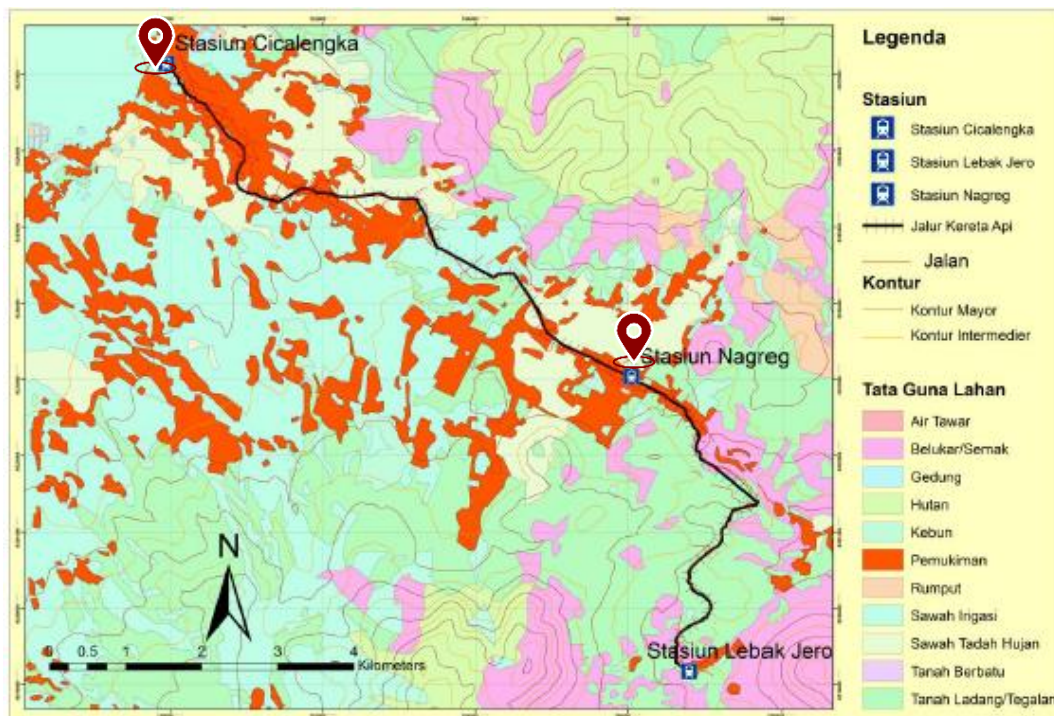 Stasiun Cicalengka
Stasiun Nagreg
Stasiun Lebak Jero
N
0 0.5 1 2 3 4
Kilometers
Legenda
Stasiun
Stasiun Cicalengka
Stasiun Lebak Jero
Stasiun Nagreg
Jalur Kereta Api
Jalan
Kontur
Kontur Mayor
Kontur Intermedier
Tata Guna Lahan
Air Tawar
Belukar/Semak
Gedung
Hutan
Kebun
Pemukiman
Rumput
Sawah Irigasi
Sawah Tadah Hujan
Tanah Berbatu
Tanah Ladang/Tegalan